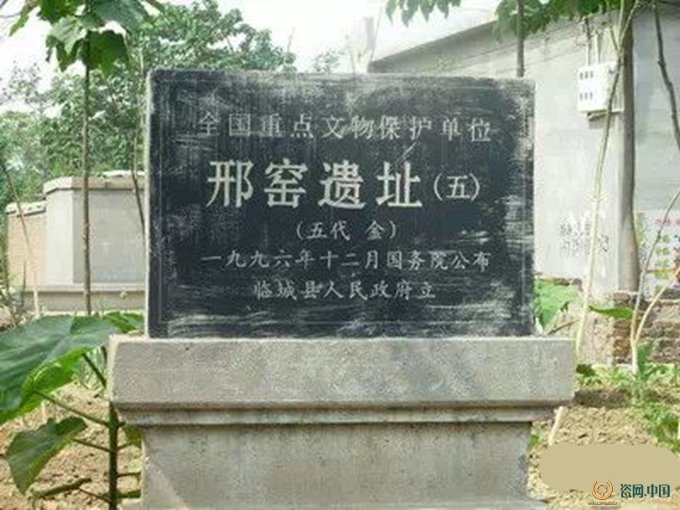 全国重点文物保护单位
邢窑遗址(五)
(五代 金)
一九九六年十二月国务院公布
临城县人民政府立
瓷网.中国